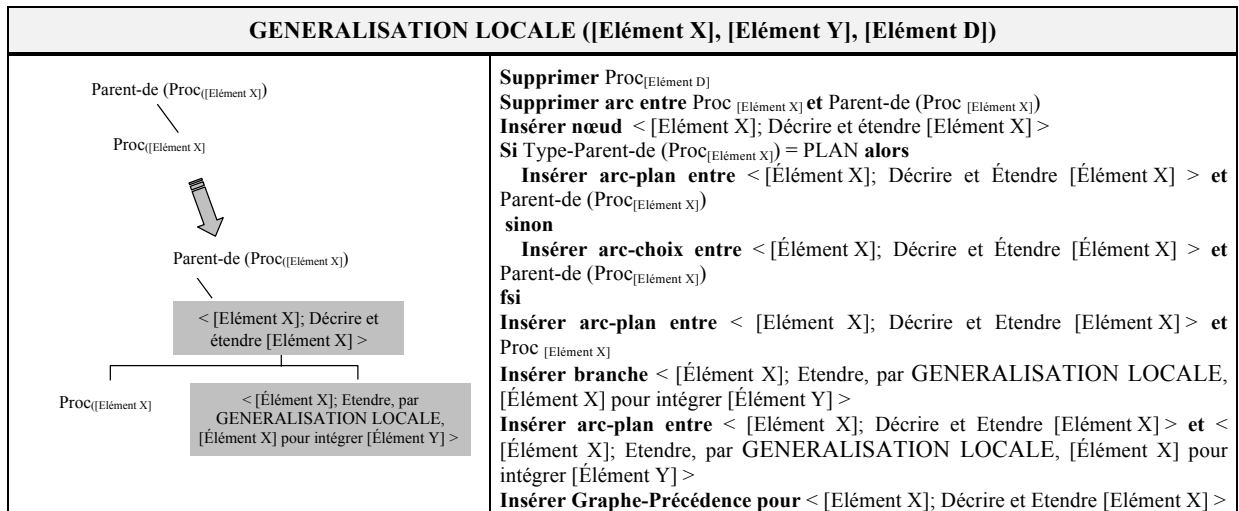 GENERALISATION LOCALE ([Elément X], [Elément Y], [Elément D])
Parent-de (Proc([Elément X])
Proc([Elément X]
Parent-de (Proc([Elément X])
< [Elément X]; Décrire et
étendre [Elément X] >
Proc([Elément X]
< [Élément X]; Etendre, par
GENERALISATION LOCALE,
[Élément X] pour intégrer [Élément Y] >
Supprimer Proc[Elément D]
Supprimer arc entre Proc [Elément X] et Parent-de (Proc [Elément X])
Insérer nœud < [Elément X]; Décrire et étendre [Elément X] >
Si Type-Parent-de (Proc[Elément X]) = PLAN alors
Insérer arc-plan entre < [Élément X]; Décrire et Étendre [Élément X] > et
Parent-de (Proc[Elément X])
sinon
Insérer arc-choix entre < [Élément X]; Décrire et Étendre [Élément X] > et
Parent-de (Proc[Elément X])
fsi
Insérer arc-plan entre < [Elément X]; Décrire et Etendre [Elément X] > et
Proc [Elément X]
Insérer branche < [Élément X]; Etendre, par GENERALISATION LOCALE,
[Élément X] pour intégrer [Élément Y] >
Insérer arc-plan entre < [Elément X]; Décrire et Etendre [Elément X] > et <
[Élément X]; Etendre, par GENERALISATION LOCALE, [Élément X] pour
intégrer [Élément Y] >
Insérer Graphe-Précédence pour < [Elément X]; Décrire et Etendre [Elément X] >